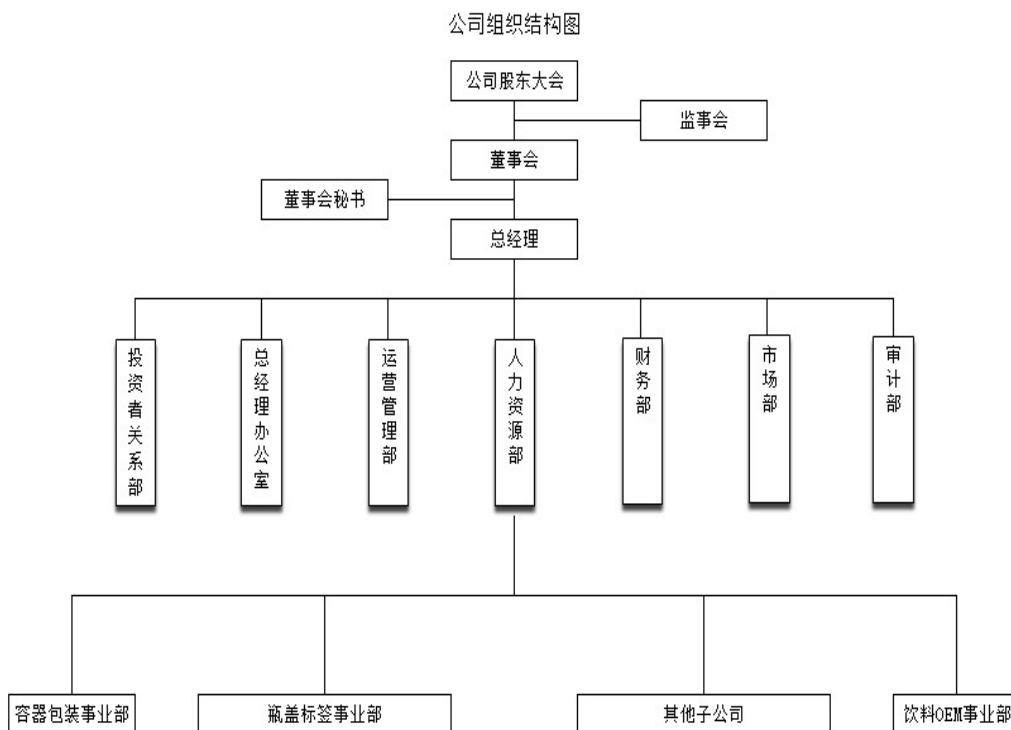 公司组织结构图
公司股东大会
监事会
董事会
董事会秘书
总经理
投资者关系部
总经理办公室
运营管理部
人力资源部
财务部
市场部
审计部
容器包装事业部
瓶盖标签事业部
其他子公司
饮料OEM事业部